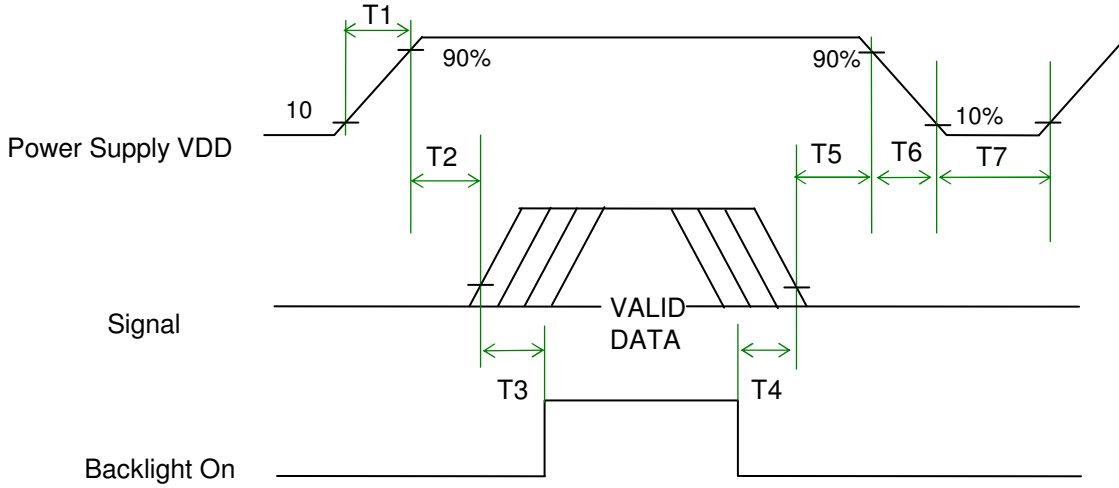 T1
90%
90%
10
10%
Power Supply VDD
T2
T5
T6
T7
VALID
DATA
Signal
T3
T4
Backlight On